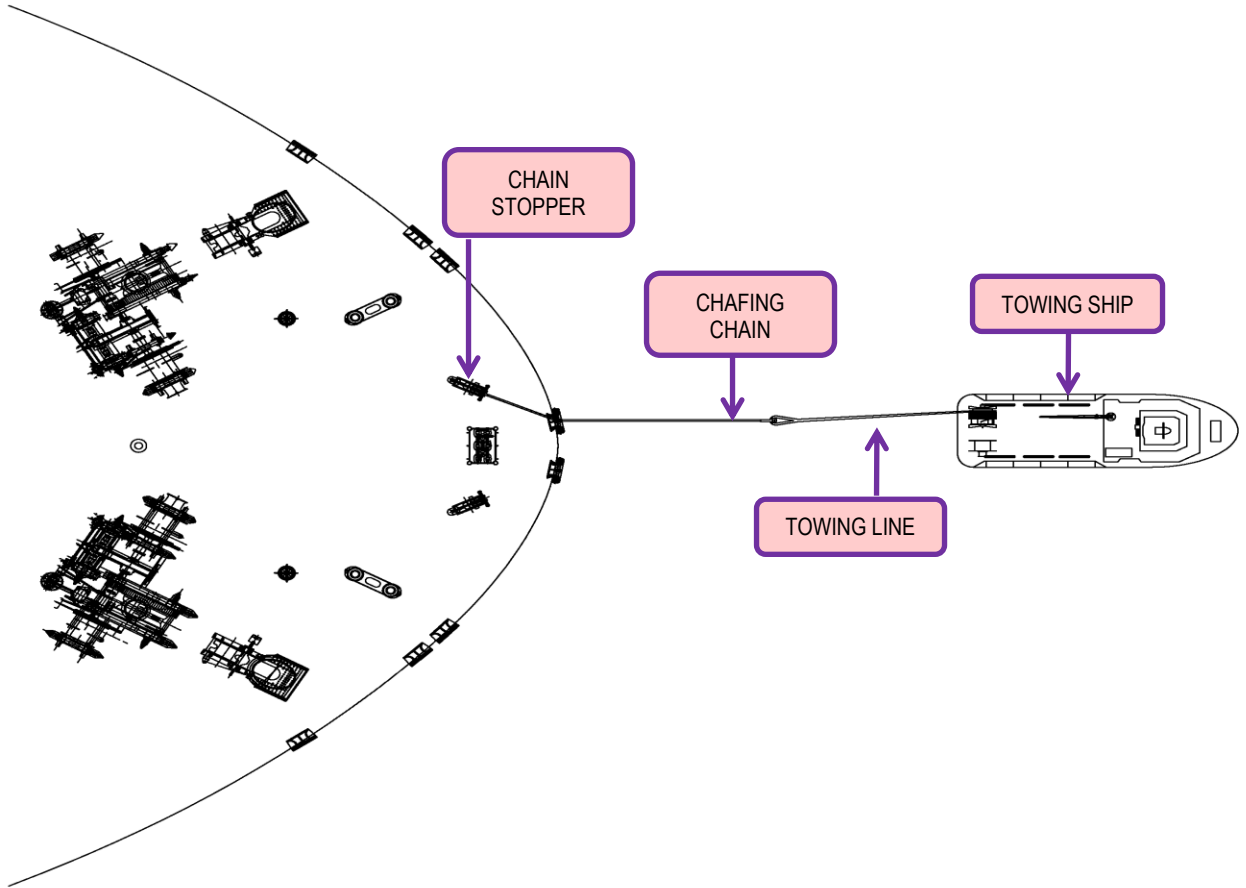 CHAIN
STOPPER
CHAFING
CHAIN
TOWING SHIP
TOWING LINE